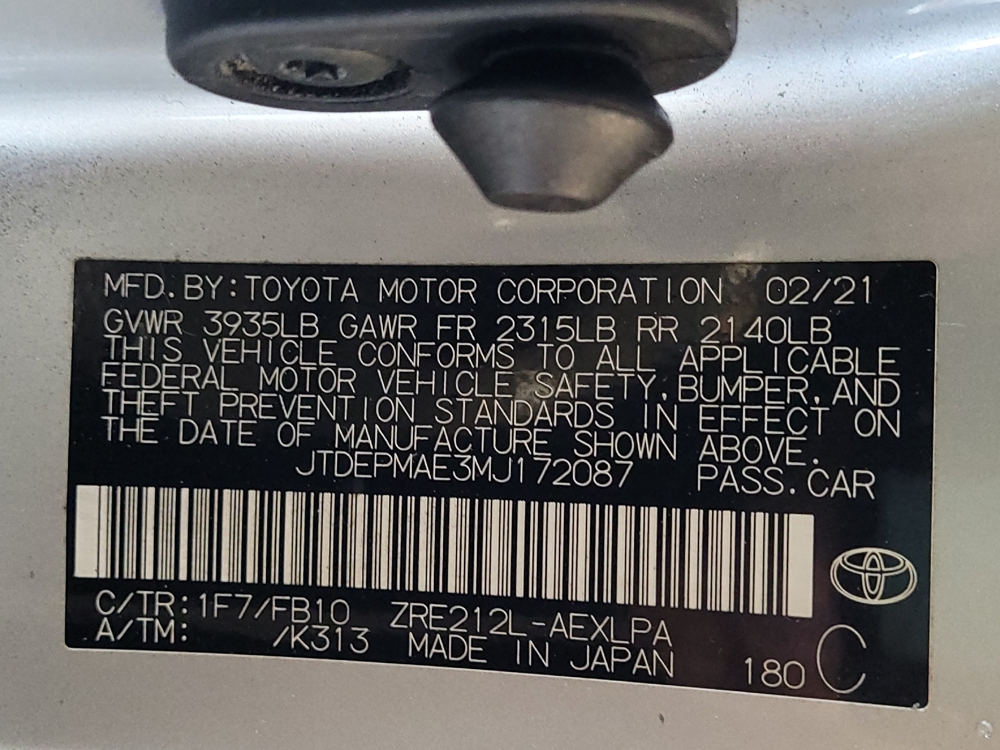 MFD.BY:TOYOTA MOTOR CORPORATION 02/21
GVWR 3935LB GAWR FR 2315LB RR 2140LB
THIS VEHICLE CONFORMS TO ALL APPLICABLE
FEDERAL MOTOR VEHICLE SAFETY,BUMPER,AND
THEFT PREVENTION STANDARDS IN EFFECT ON
THE DATE OF MANUFACTURE SHOWN ABOVE.
JTDEPMAE3MJ172087 PASS.CAR
C/TR:1F7/FB10 ZRE212L-AEXLPA
A/TM: /K313 MADE IN JAPAN 180 C